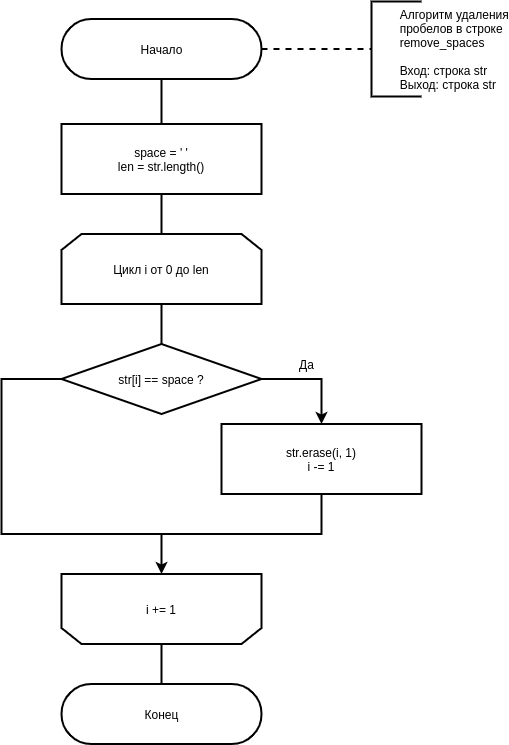 Начало
Алгоритм удаления
пробелов в строке
remove_spaces
Вход: строка str
Выход: строка str
space = ' '
len = str.length()
Цикл i от 0 до len
str[i] == space ?
Да
str.erase(i, 1)
i -= 1
i += 1
Конец